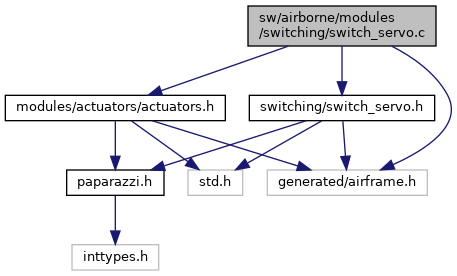 sw/airborne/modules
/switching/switch_servo.c
modules/actuators/actuators.h
switching/switch_servo.h
paparazzi.h
std.h
generated/airframe.h
inttypes.h